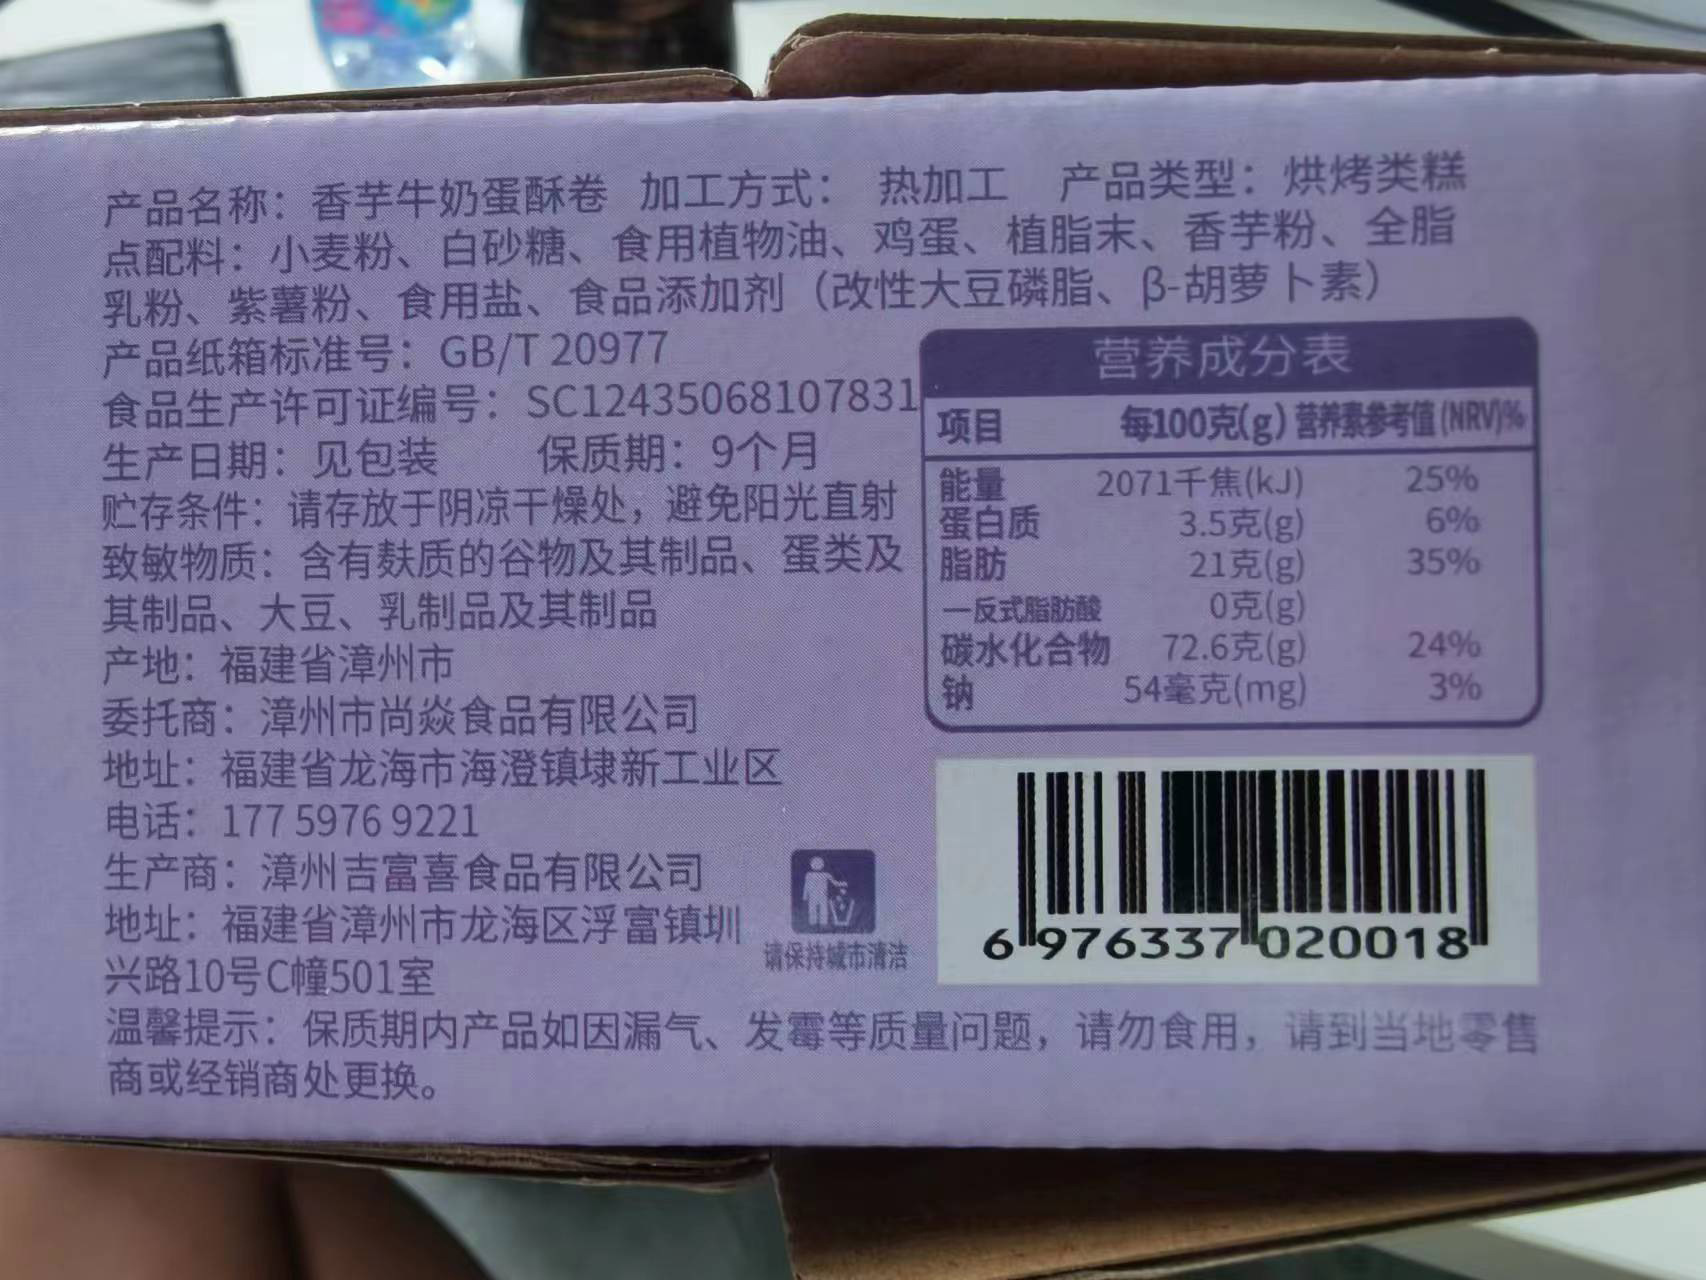 产品名称：香芋牛奶蛋酥卷 加工方式： 热加工 产品类型：烘烤类糕
点配料：小麦粉、白砂糖、食用植物油、鸡蛋、植脂末、香芋粉、全脂
乳粉、紫薯粉、食用盐、食品添加剂（改性大豆磷脂、β-胡萝卜素）
产品纸箱标准号：GB/T 20977
食品生产许可证编号：SC12435068107831
生产日期：见包装 保质期：9个月
贮存条件：请存放于阴凉干燥处，避免阳光直射
致敏物质：含有麸质的谷物及其制品、蛋类及
其制品、大豆、乳制品及其制品
产地：福建省漳州市
委托商：漳州市尚焱食品有限公司
地址：福建省龙海市海澄镇埭新工业区
电话：177 5976 9221
生产商：漳州吉富喜食品有限公司
地址：福建省漳州市龙海区浮富镇圳
兴路10号C幢501室
温馨提示：保质期内产品如因漏气、发霉等质量问题，请勿食用，请到当地零售
商或经销商处更换。
营养成分表
项目 每100克(g) 营养素参考值(NRV)%
能量 2071千焦(kJ) 25%
蛋白质 3.5克(g) 6%
脂肪 21克(g) 35%
—反式脂肪酸 0克(g)
碳水化合物 72.6克(g) 24%
钠 54毫克(mg) 3%
请保持城市清洁
6 976337 020018